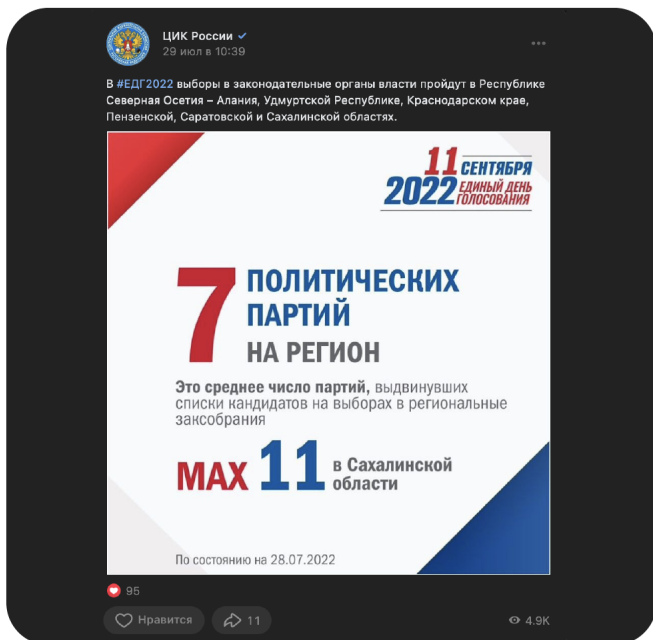 ЦИК России
29 июл в 10:39
В #ЕДГ2022 выборы в законодательные органы власти пройдут в Республике
Северная Осетия – Алания, Удмуртской Республике, Краснодарском крае,
Пензенской, Саратовской и Сахалинской областях.
11 СЕНТЯБРЯ
2022 ЕДИНЫЙ ДЕНЬ
ГОЛОСОВАНИЯ
7 ПОЛИТИЧЕСКИХ
ПАРТИЙ
НА РЕГИОН
Это среднее число партий, выдвинувших
списки кандидатов на выборах в региональные
заксобрания
MAX 11 в Сахалинской
области
По состоянию на 28.07.2022
95
Нравится 11 4.9K